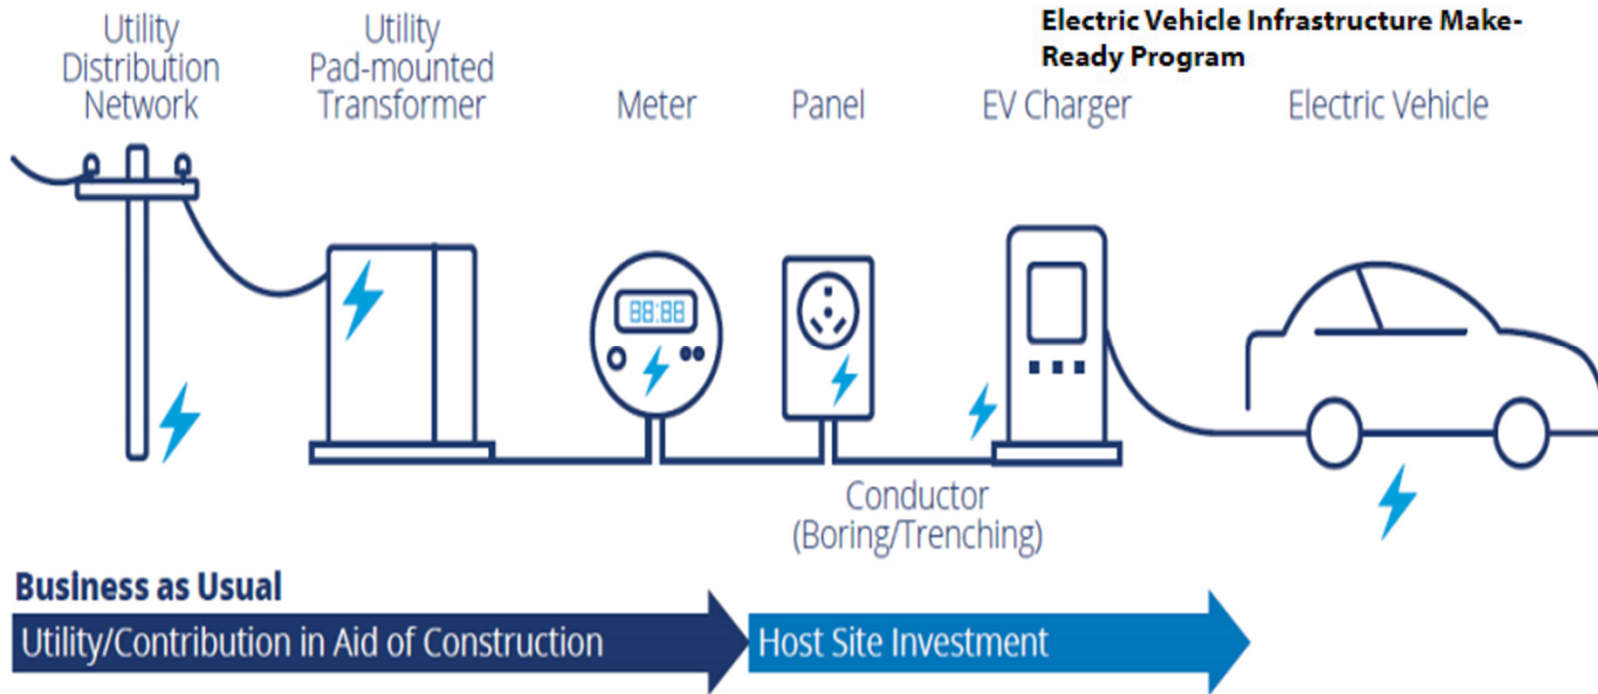 Electric Vehicle Infrastructure Make-
Ready Program
Utility
Distribution
Network
Utility
Pad-mounted
Transformer
Meter
Panel
EV Charger
Electric Vehicle
88:88
Conductor
(Boring/Trenching)
Business as Usual
Utility/Contribution in Aid of Construction
Host Site Investment